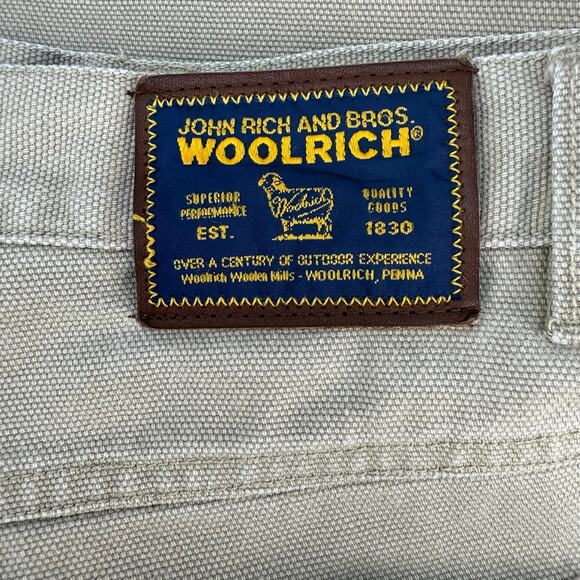 JOHN RICH AND BROS.
WOOLRICH®
SUPERIOR
PERFORMANCE
Woolrich
QUALITY
GOODS
EST. 1830
OVER A CENTURY OF OUTDOOR EXPERIENCE
Woolrich Woolen Mills - WOOLRICH, PENNA